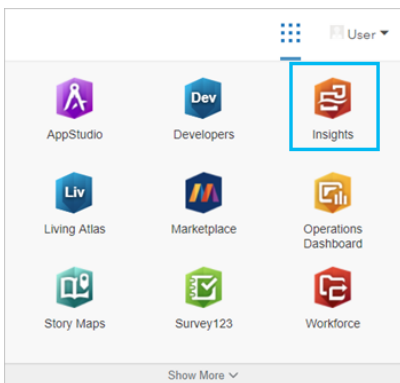 User
AppStudio
Dev
Developers
Insights
Liv
Living Atlas
Marketplace
Operations
Dashboard
Story Maps
Survey123
Workforce
Show More